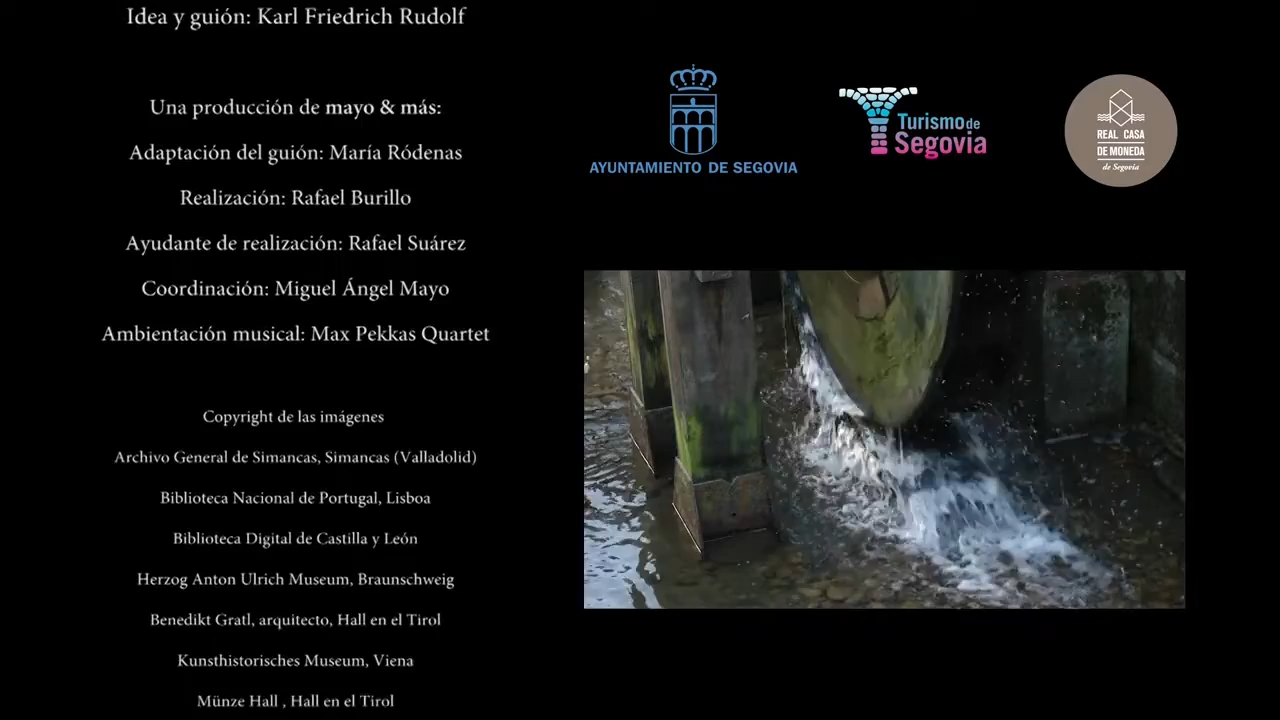 Idea y guión: Karl Friedrich Rudolf
Una producción de mayo & más:
Adaptación del guión: María Ródenas
Realización: Rafael Burillo
Ayudante de realización: Rafael Suárez
Coordinación: Miguel Ángel Mayo
Ambientación musical: Max Pekkas Quartet
Copyright de las imágenes
Archivo General de Simancas, Simancas (Valladolid)
Biblioteca Nacional de Portugal, Lisboa
Biblioteca Digital de Castilla y León
Herzog Anton Ulrich Museum, Braunschweig
Benedikt Gratl, arquitecto, Hall en el Tirol
Kunsthistorisches Museum, Viena
Münze Hall , Hall en el Tirol
AYUNTAMIENTO DE SEGOVIA
Turismo de
Segovia
REAL CASA
DE MONEDA
de Segovia